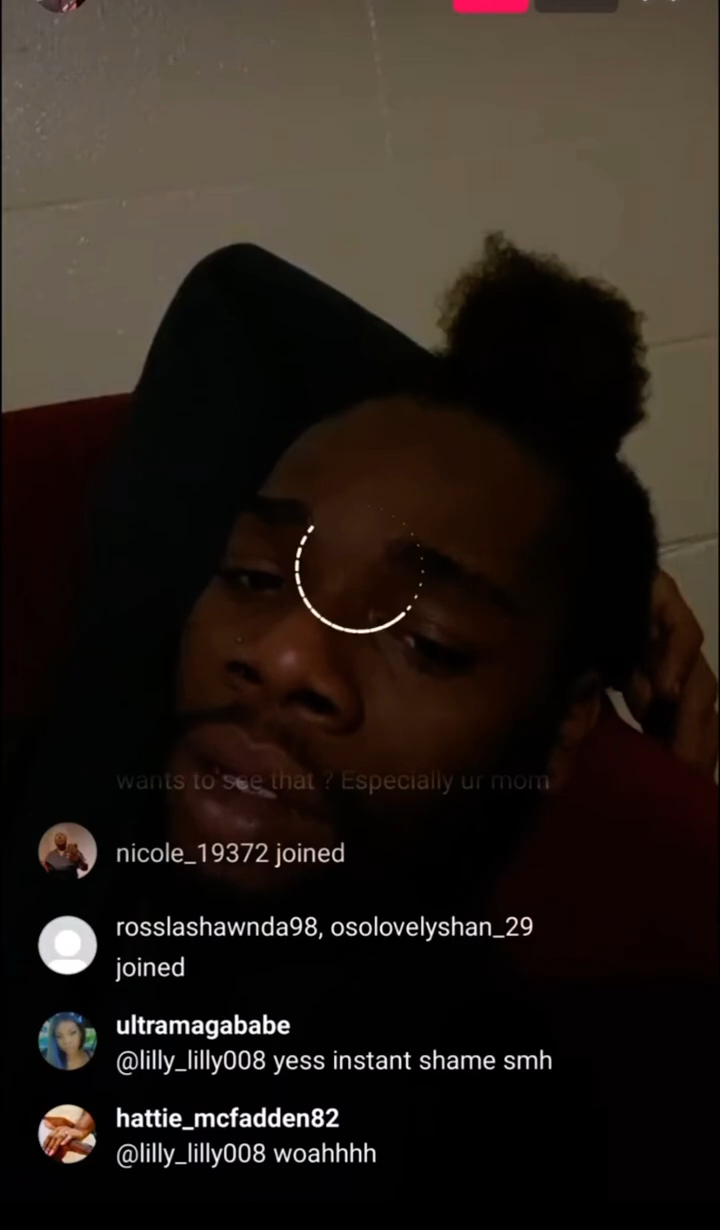 wants to see that ? Especially ur mom
nicole_19372 joined
rosslashawnda98, osolovelyshan_29
joined
ultramagababe
@lilly_lilly008 yess instant shame smh
hattie_mcfadden82
@lilly_lilly008 woahhhh